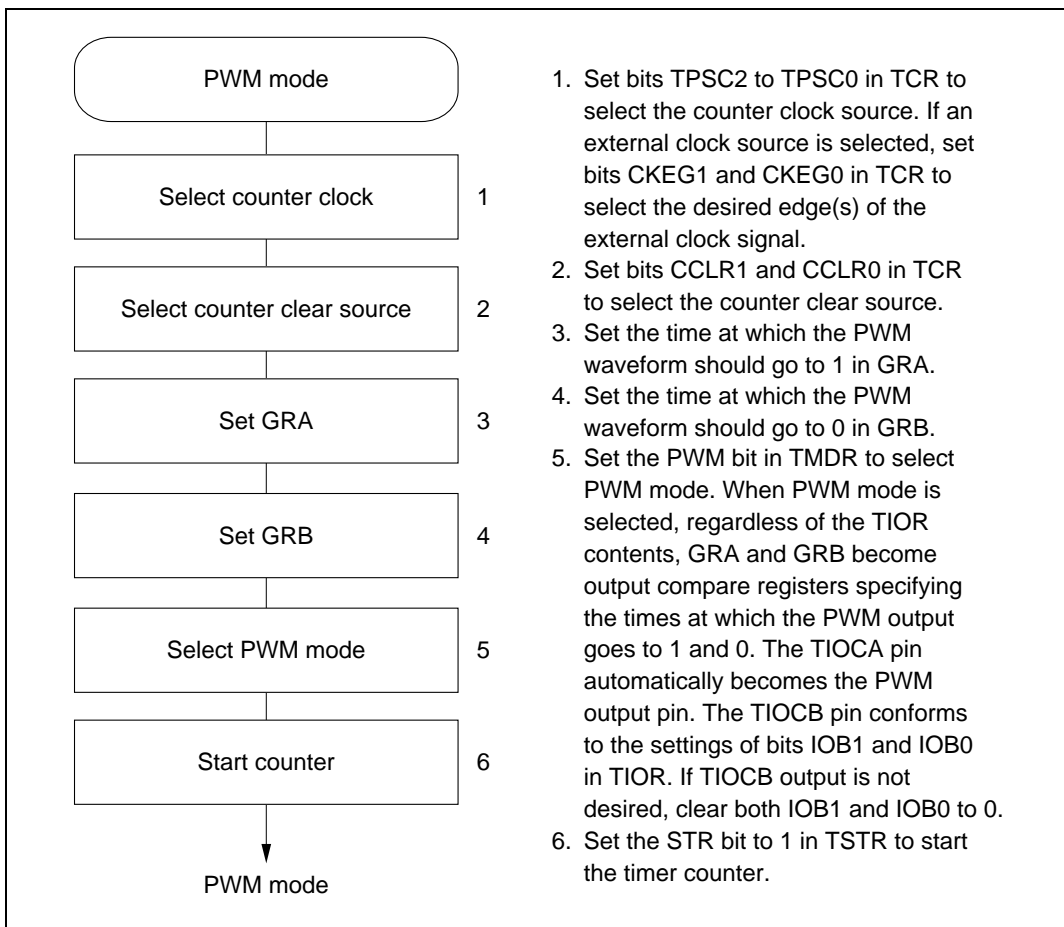 PWM mode
Select counter clock
1
Select counter clear source
2
Set GRA
3
Set GRB
4
Select PWM mode
5
Start counter
6
PWM mode
1. Set bits TPSC2 to TPSC0 in TCR to
select the counter clock source. If an
external clock source is selected, set
bits CKEG1 and CKEG0 in TCR to
select the desired edge(s) of the
external clock signal.
2. Set bits CCLR1 and CCLR0 in TCR
to select the counter clear source.
3. Set the time at which the PWM
waveform should go to 1 in GRA.
4. Set the time at which the PWM
waveform should go to 0 in GRB.
5. Set the PWM bit in TMDR to select
PWM mode. When PWM mode is
selected, regardless of the TIOR
contents, GRA and GRB become
output compare registers specifying
the times at which the PWM output
goes to 1 and 0. The TIOCA pin
automatically becomes the PWM
output pin. The TIOCB pin conforms
to the settings of bits IOB1 and IOB0
in TIOR. If TIOCB output is not
desired, clear both IOB1 and IOB0 to 0.
6. Set the STR bit to 1 in TSTR to start
the timer counter.